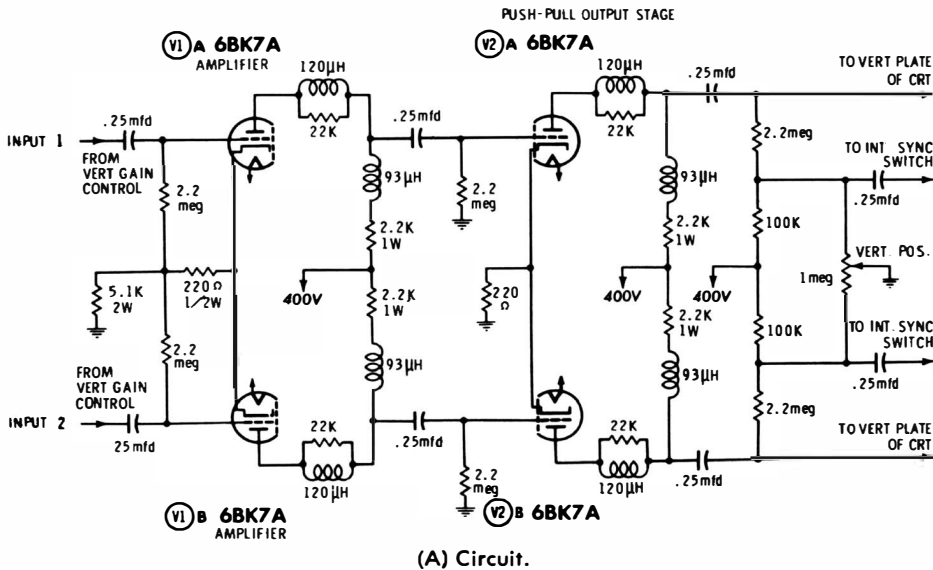 PUSH-PULL OUTPUT STAGE
V1 A 6BK7A
AMPLIFIER
V2 A 6BK7A
120µH
22K
120µH
22K
.25mfd
TO VERT PLATE
OF CRT
INPUT 1
.25mfd
FROM
VERT GAIN
CONTROL
.25mfd
2.2
meg
93µH
2.2
meg
93µH
2.2meg
TO INT. SYNC
SWITCH
.25mfd
2.2K
1W
2.2K
1W
100K
VERT. POS.
1meg
5.1K
2W
220Ω
1/2W
400V
220
Ω
400V
400V
2.2K
1W
2.2K
1W
100K
TO INT. SYNC
SWITCH
.25mfd
2.2
meg
93µH
93µH
2.2meg
FROM
VERT GAIN
CONTROL
INPUT 2
25mfd
22K
120µH
.25mfd
2.2
meg
22K
120µH
.25mfd
TO VERT PLATE
OF CRT
V1 B 6BK7A
AMPLIFIER
V2 B 6BK7A
(A) Circuit.